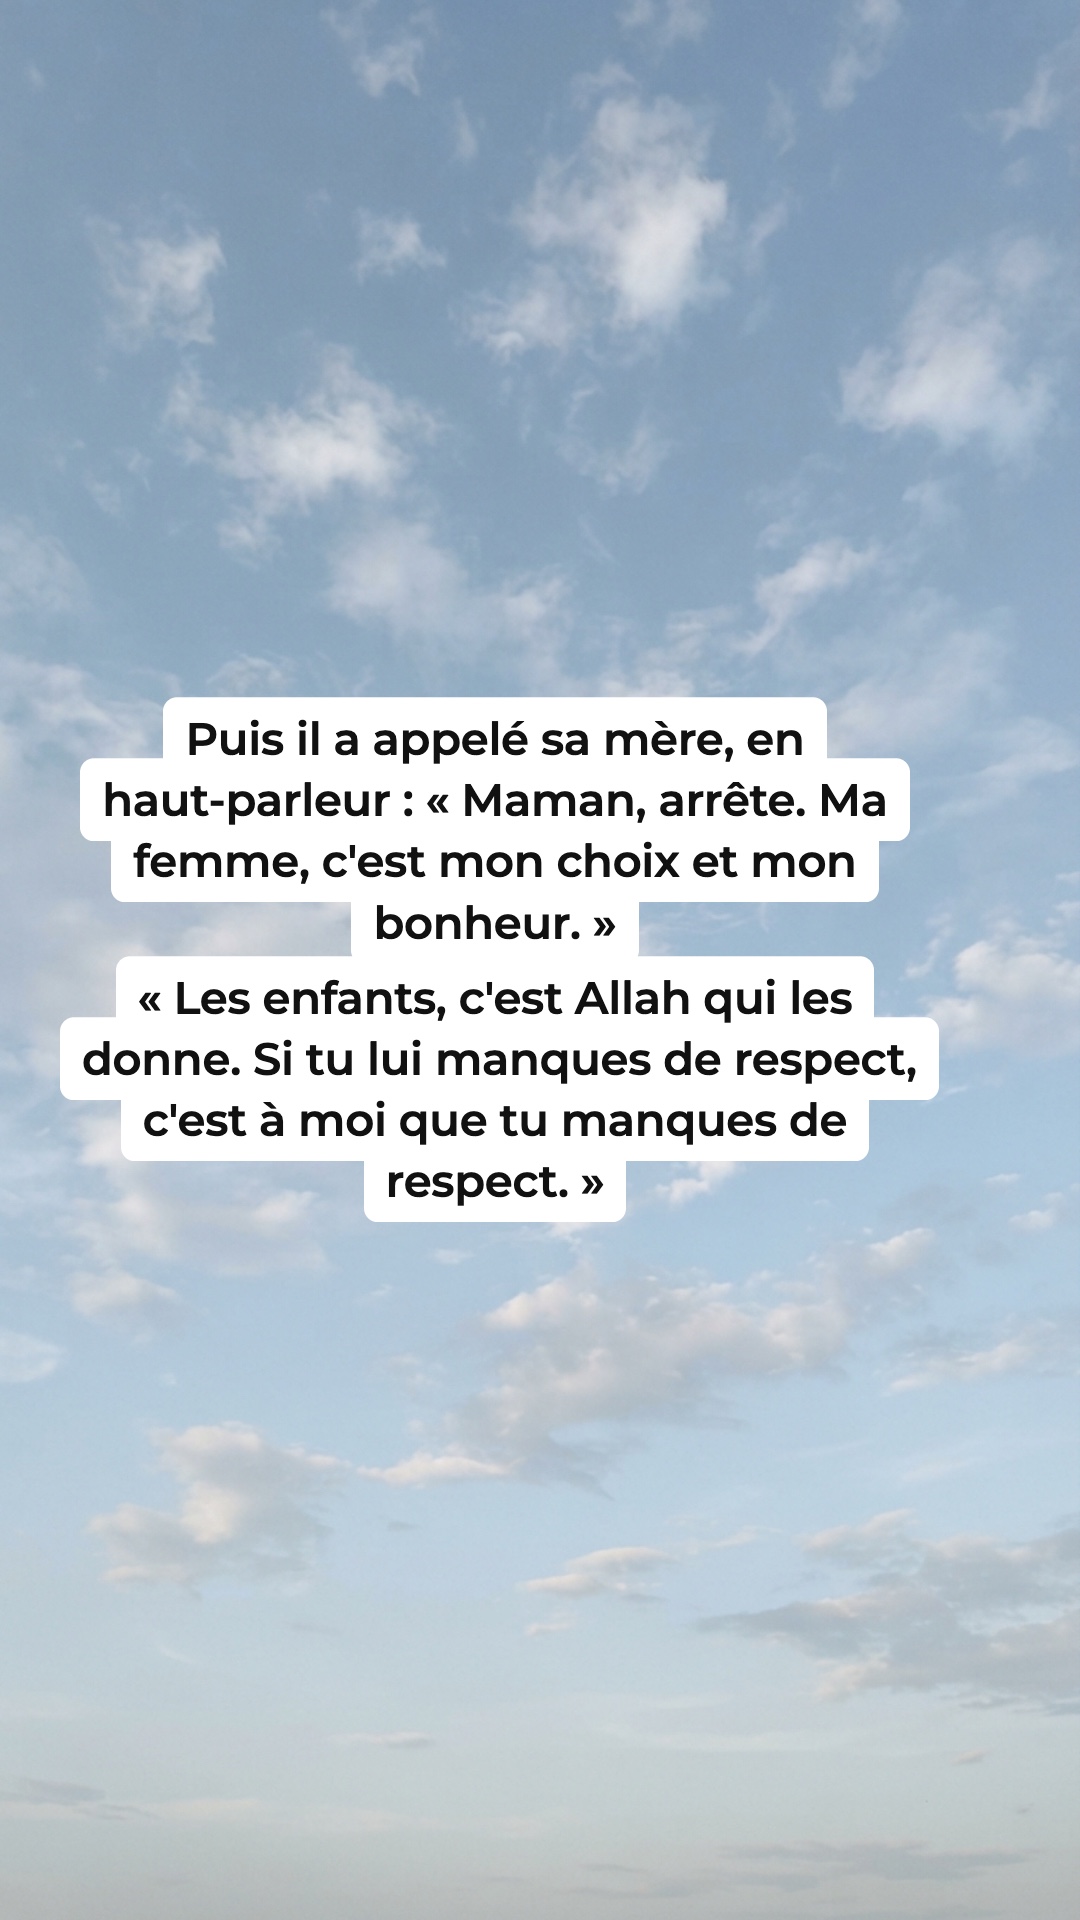 Puis il a appelé sa mère, en
haut-parleur : « Maman, arrête. Ma
femme, c'est mon choix et mon
bonheur. »
« Les enfants, c'est Allah qui les
donne. Si tu lui manques de respect,
c'est à moi que tu manques de
respect. »